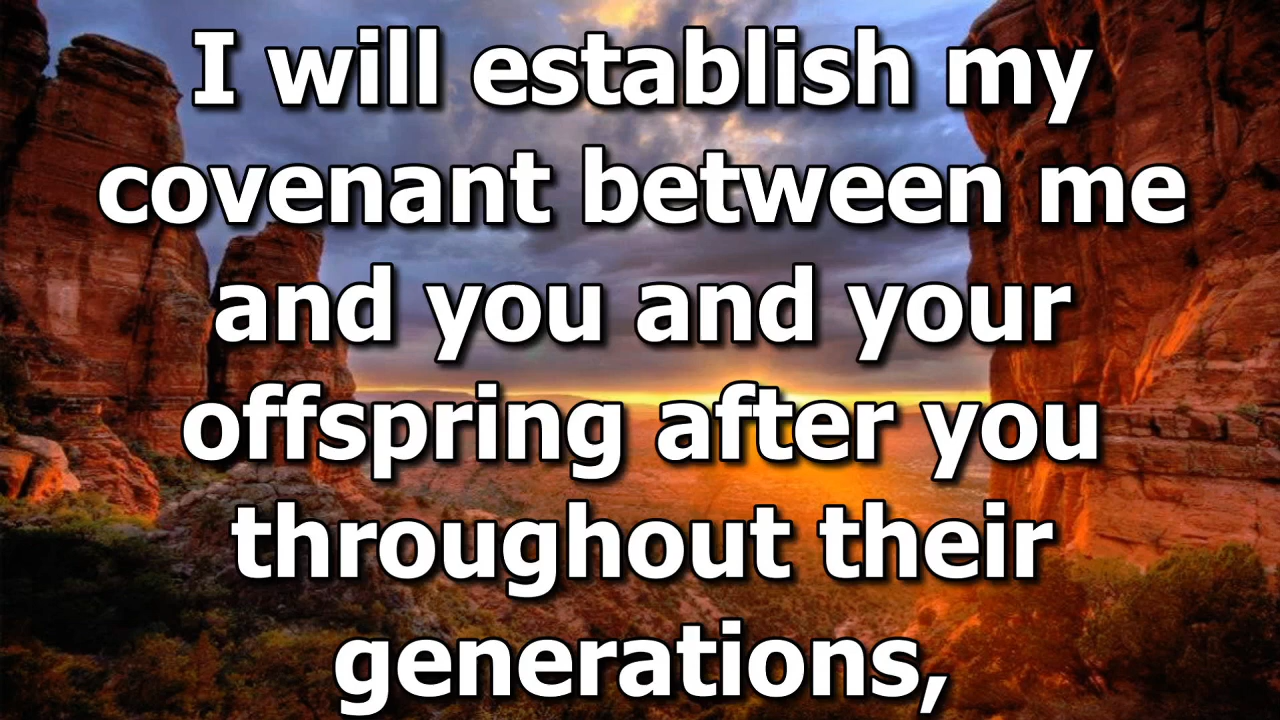 I will establish my
covenant between me
and you and your
offspring after you
throughout their
generations,